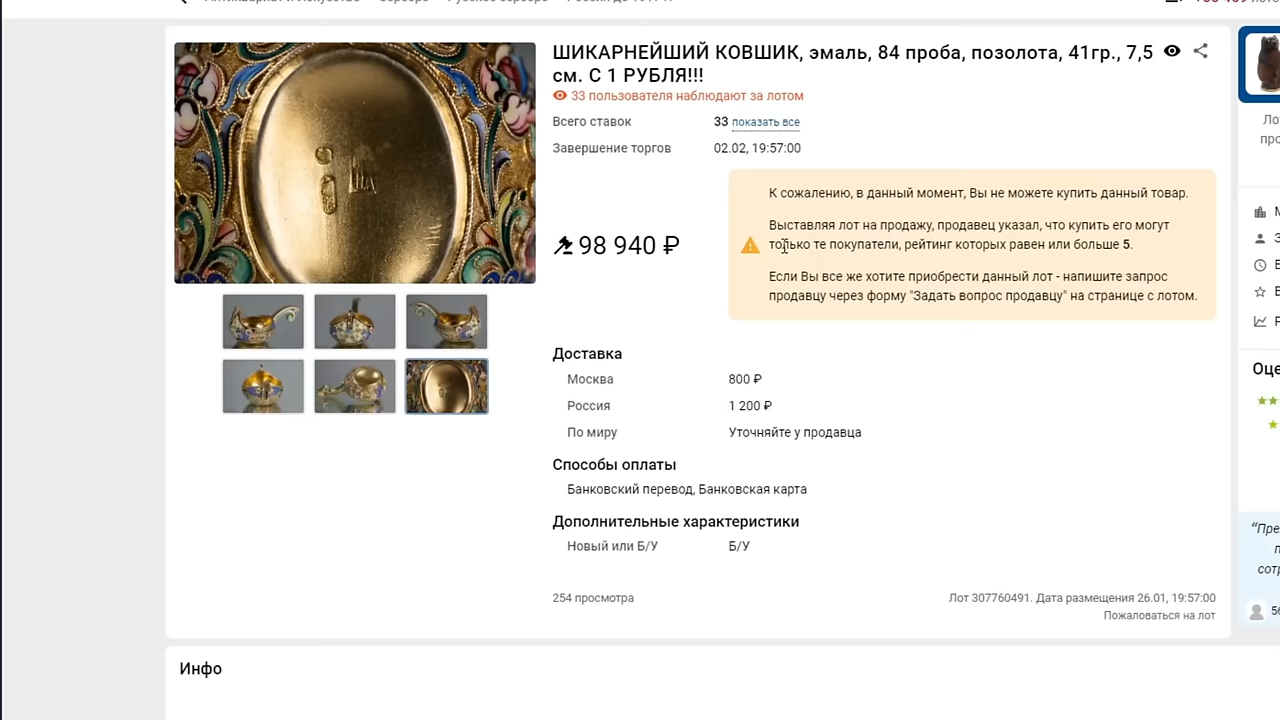 ШИКАРНЕЙШИЙ КОВШИК, эмаль, 84 проба, позолота, 41гр., 7,5
см. С 1 РУБЛЯ!!!
33 пользователя наблюдают за лотом
Всего ставок 33 показать все
Завершение торгов 02.02, 19:57:00
К сожалению, в данный момент, Вы не можете купить данный товар.
Выставляя лот на продажу, продавец указал, что купить его могут
только те покупатели, рейтинг которых равен или больше 5.
98 940 ₽
Если Вы все же хотите приобрести данный лот - напишите запрос
продавцу через форму "Задать вопрос продавцу" на странице с лотом.
Доставка
Москва 800 ₽
Россия 1 200 ₽
По миру Уточняйте у продавца
Способы оплаты
Банковский перевод, Банковская карта
Дополнительные характеристики
Новый или Б/У Б/У
254 просмотра
Лот 307760491. Дата размещения 26.01, 19:57:00
Пожаловаться на лот
Инфо
Ло
про
Оце
“Пре
сотр